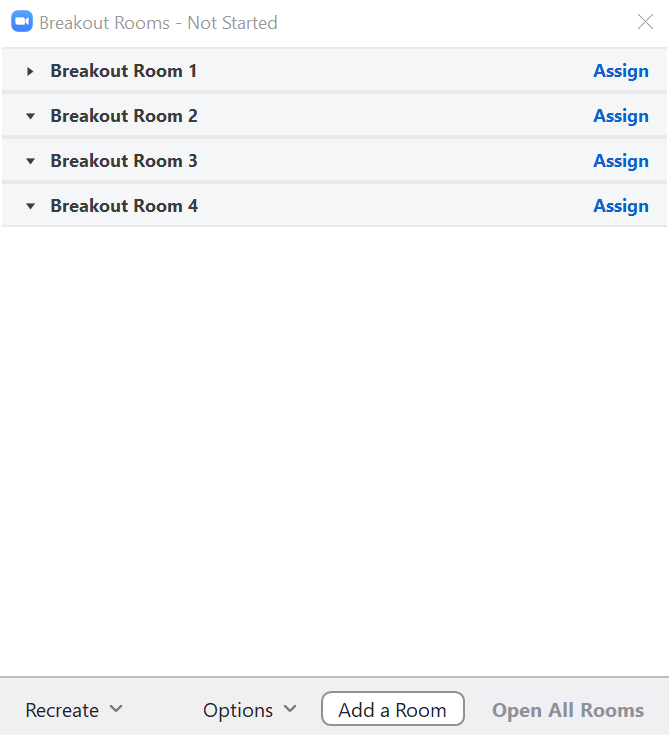 Breakout Rooms - Not Started
Breakout Room 1 Assign
Breakout Room 2 Assign
Breakout Room 3 Assign
Breakout Room 4 Assign
Recreate Options Add a Room Open All Rooms